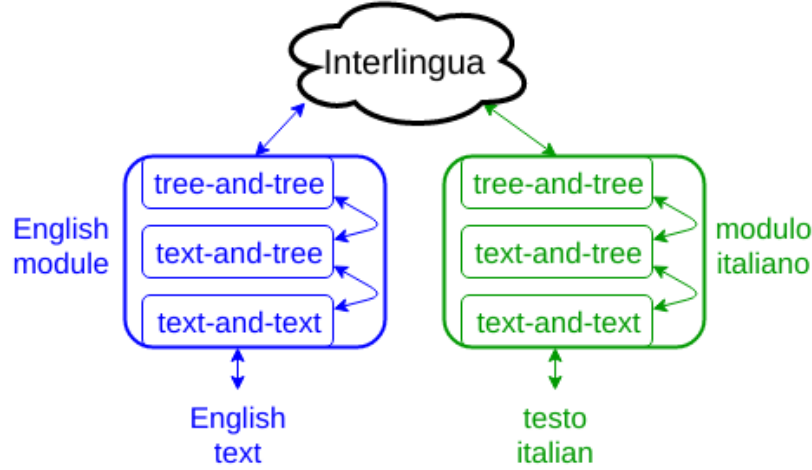 Interlingua
tree-and-tree
text-and-tree
text-and-text
English
module
English
text
tree-and-tree
text-and-tree
text-and-text
modulo
italiano
testo
italian